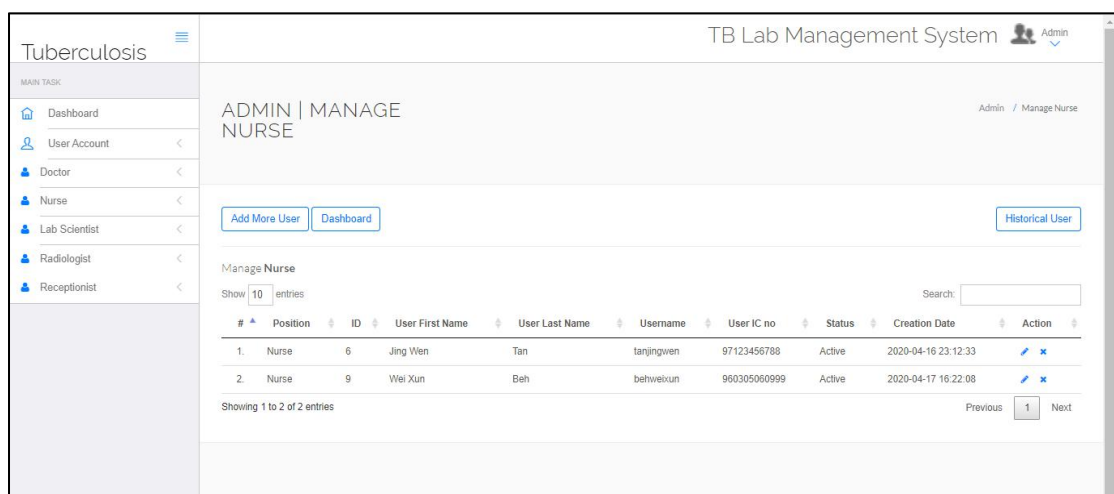 Tuberculosis
TB Lab Management System
Admin
MAIN TASK
Dashboard
User Account
Doctor
Nurse
Lab Scientist
Radiologist
Receptionist
ADMIN | MANAGE
NURSE
Admin / Manage Nurse
Add More User Dashboard Historical User
Manage Nurse
Show 10 entries Search:
# Position ID User First Name User Last Name Username User IC no Status Creation Date Action
1. Nurse 6 Jing Wen Tan tanjingwen 97123456788 Active 2020-04-16 23:12:33
2. Nurse 9 Wei Xun Beh behweixun 960305060999 Active 2020-04-17 16:22:08
Showing 1 to 2 of 2 entries Previous 1 Next